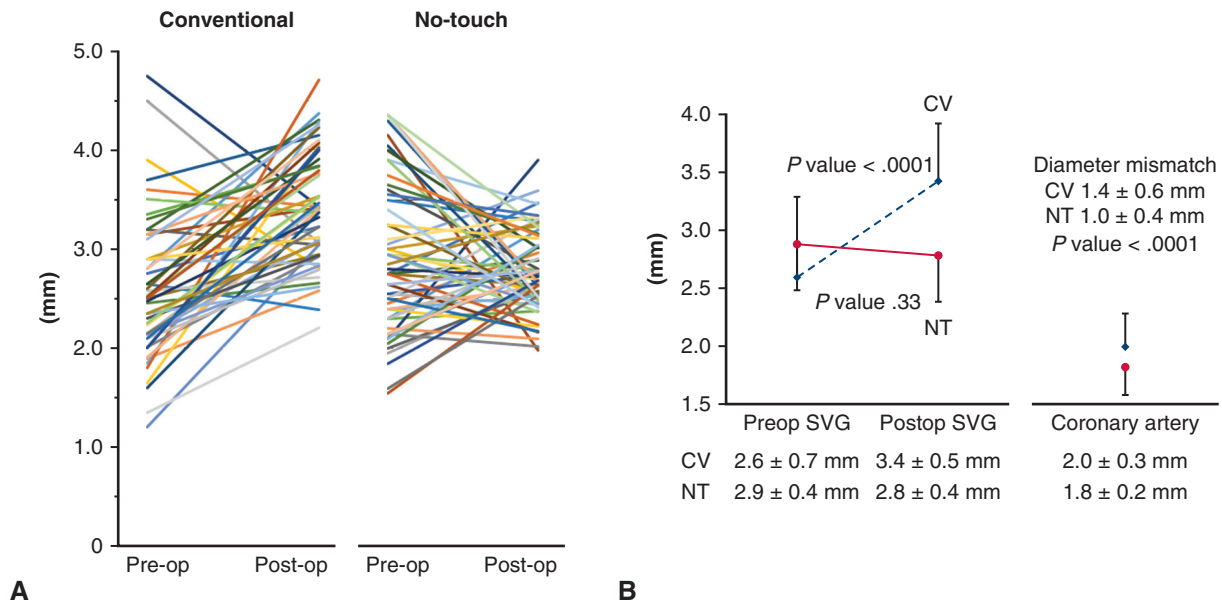 Conventional
No-touch
5.0
4.0
3.0
2.0
1.0
0
(mm)
Pre-op
Post-op
Pre-op
Post-op
A
4.0
3.5
3.0
2.5
2.0
1.5
(mm)
CV
P value < .0001
P value .33
NT
Diameter mismatch
CV 1.4 ± 0.6 mm
NT 1.0 ± 0.4 mm
P value < .0001
Preop SVG Postop SVG Coronary artery
CV 2.6 ± 0.7 mm 3.4 ± 0.5 mm 2.0 ± 0.3 mm
NT 2.9 ± 0.4 mm 2.8 ± 0.4 mm 1.8 ± 0.2 mm
B